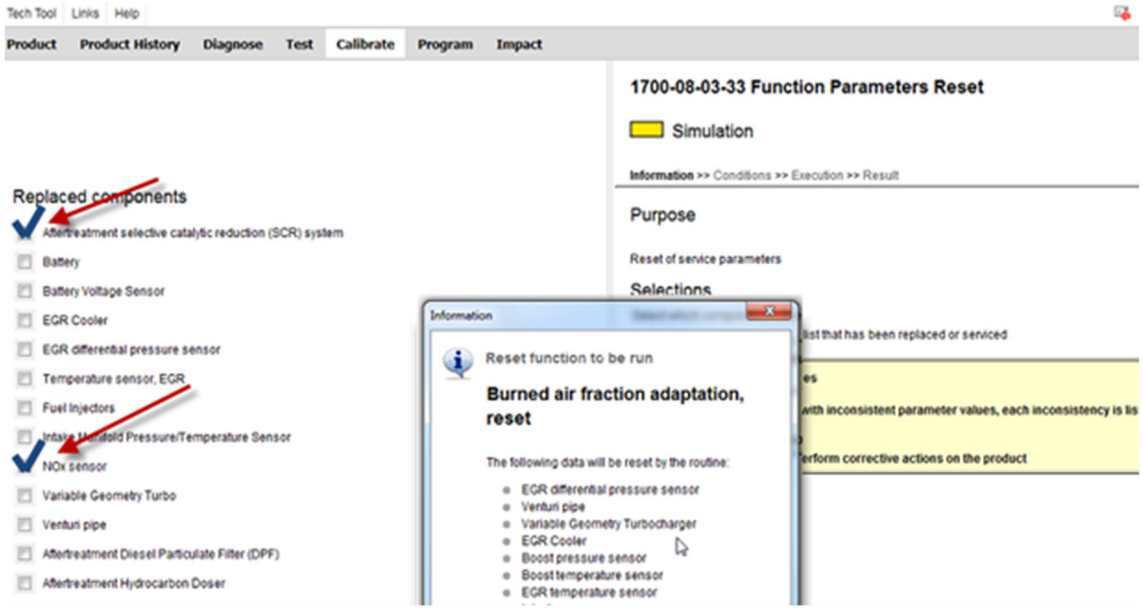 Tech Tool Links Help
Product Product History Diagnose Test Calibrate Program Impact
1700-08-03-33 Function Parameters Reset
Simulation
Information >> Conditions >> Execution >> Result
Purpose
Reset of service parameters
Selections
list that has been replaced or serviced
es
with inconsistent parameter values, each inconsistency is lis
erform corrective actions on the product
Replaced components
Aftertreatment selective catalytic reduction (SCR) system
Battery
Battery Voltage Sensor
EGR Cooler
EGR differential pressure sensor
Temperature sensor, EGR
Fuel Injectors
Intake Manifold Pressure/Temperature Sensor
NOx sensor
Variable Geometry Turbo
Venturi pipe
Aftertreatment Diesel Particulate Filter (DPF)
Aftertreatment Hydrocarbon Doser
Information
Reset function to be run
Burned air fraction adaptation,
reset
The following data will be reset by the routine:
EGR differential pressure sensor
Venturi pipe
Variable Geometry Turbocharger
EGR Cooler
Boost pressure sensor
Boost temperature sensor
EGR temperature sensor